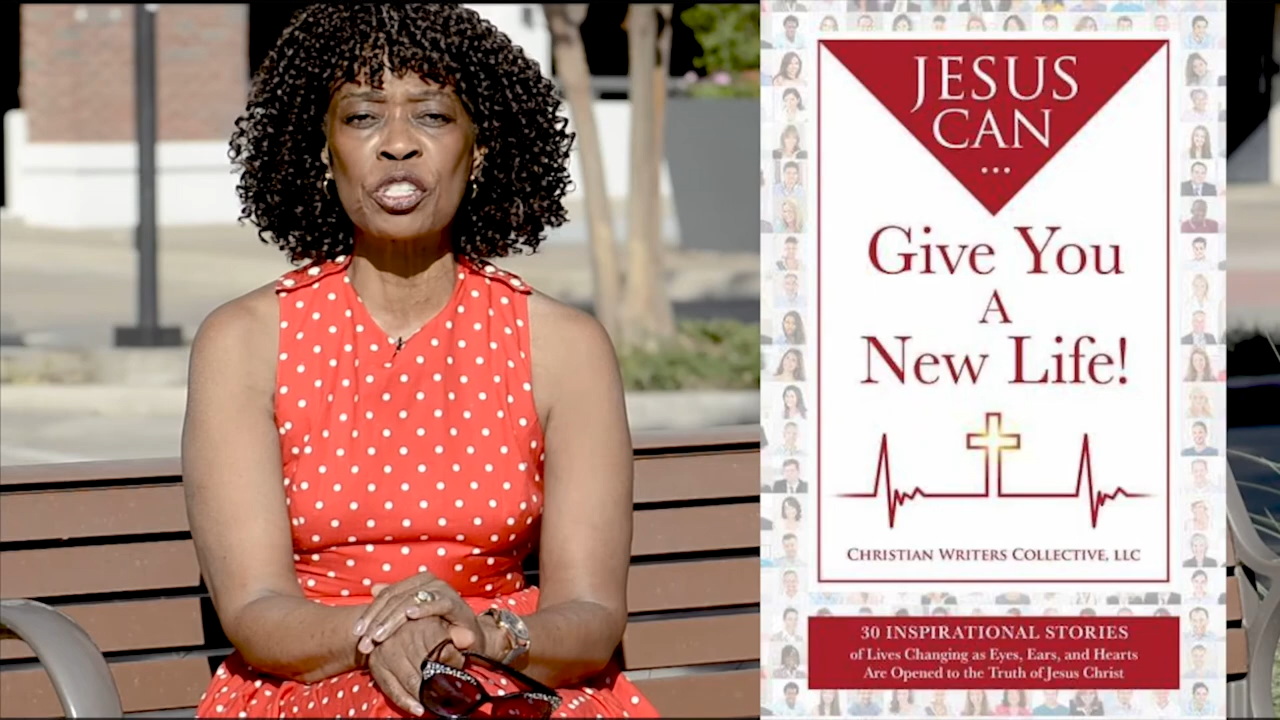 JESUS
CAN
...
Give You
A
New Life!
CHRISTIAN WRITERS COLLECTIVE, LLC
30 INSPIRATIONAL STORIES
of Lives Changing as Eyes, Ears, and Hearts
Are Opened to the Truth of Jesus Christ